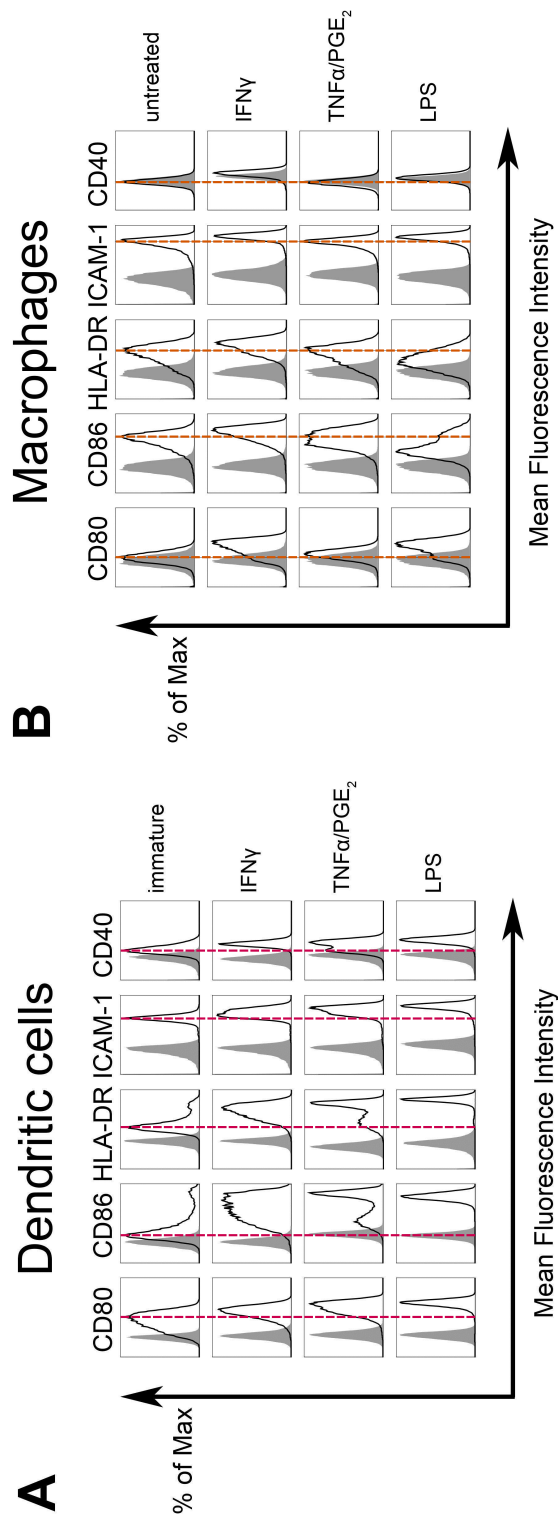 A
Dendritic cells
CD80
CD86
HLA-DR
ICAM-1
CD40
% of Max
immature
IFNγ
TNFα/PGE₂
LPS
Mean Fluorescence Intensity
B
Macrophages
CD80
CD86
HLA-DR
ICAM-1
CD40
% of Max
untreated
IFNγ
TNFα/PGE₂
LPS
Mean Fluorescence Intensity